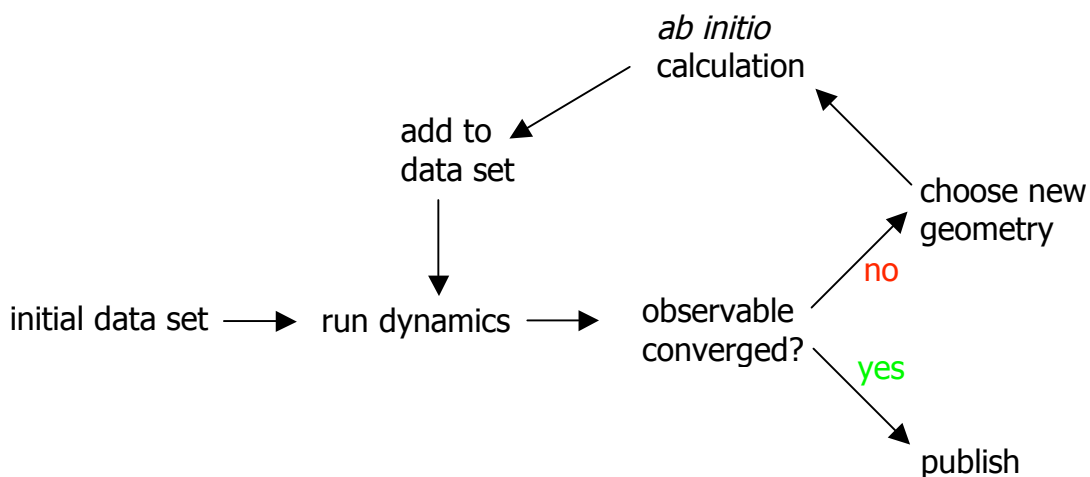 ab initio
calculation
add to
data set
choose new
geometry
no
initial data set
run dynamics
observable
converged?
yes
publish